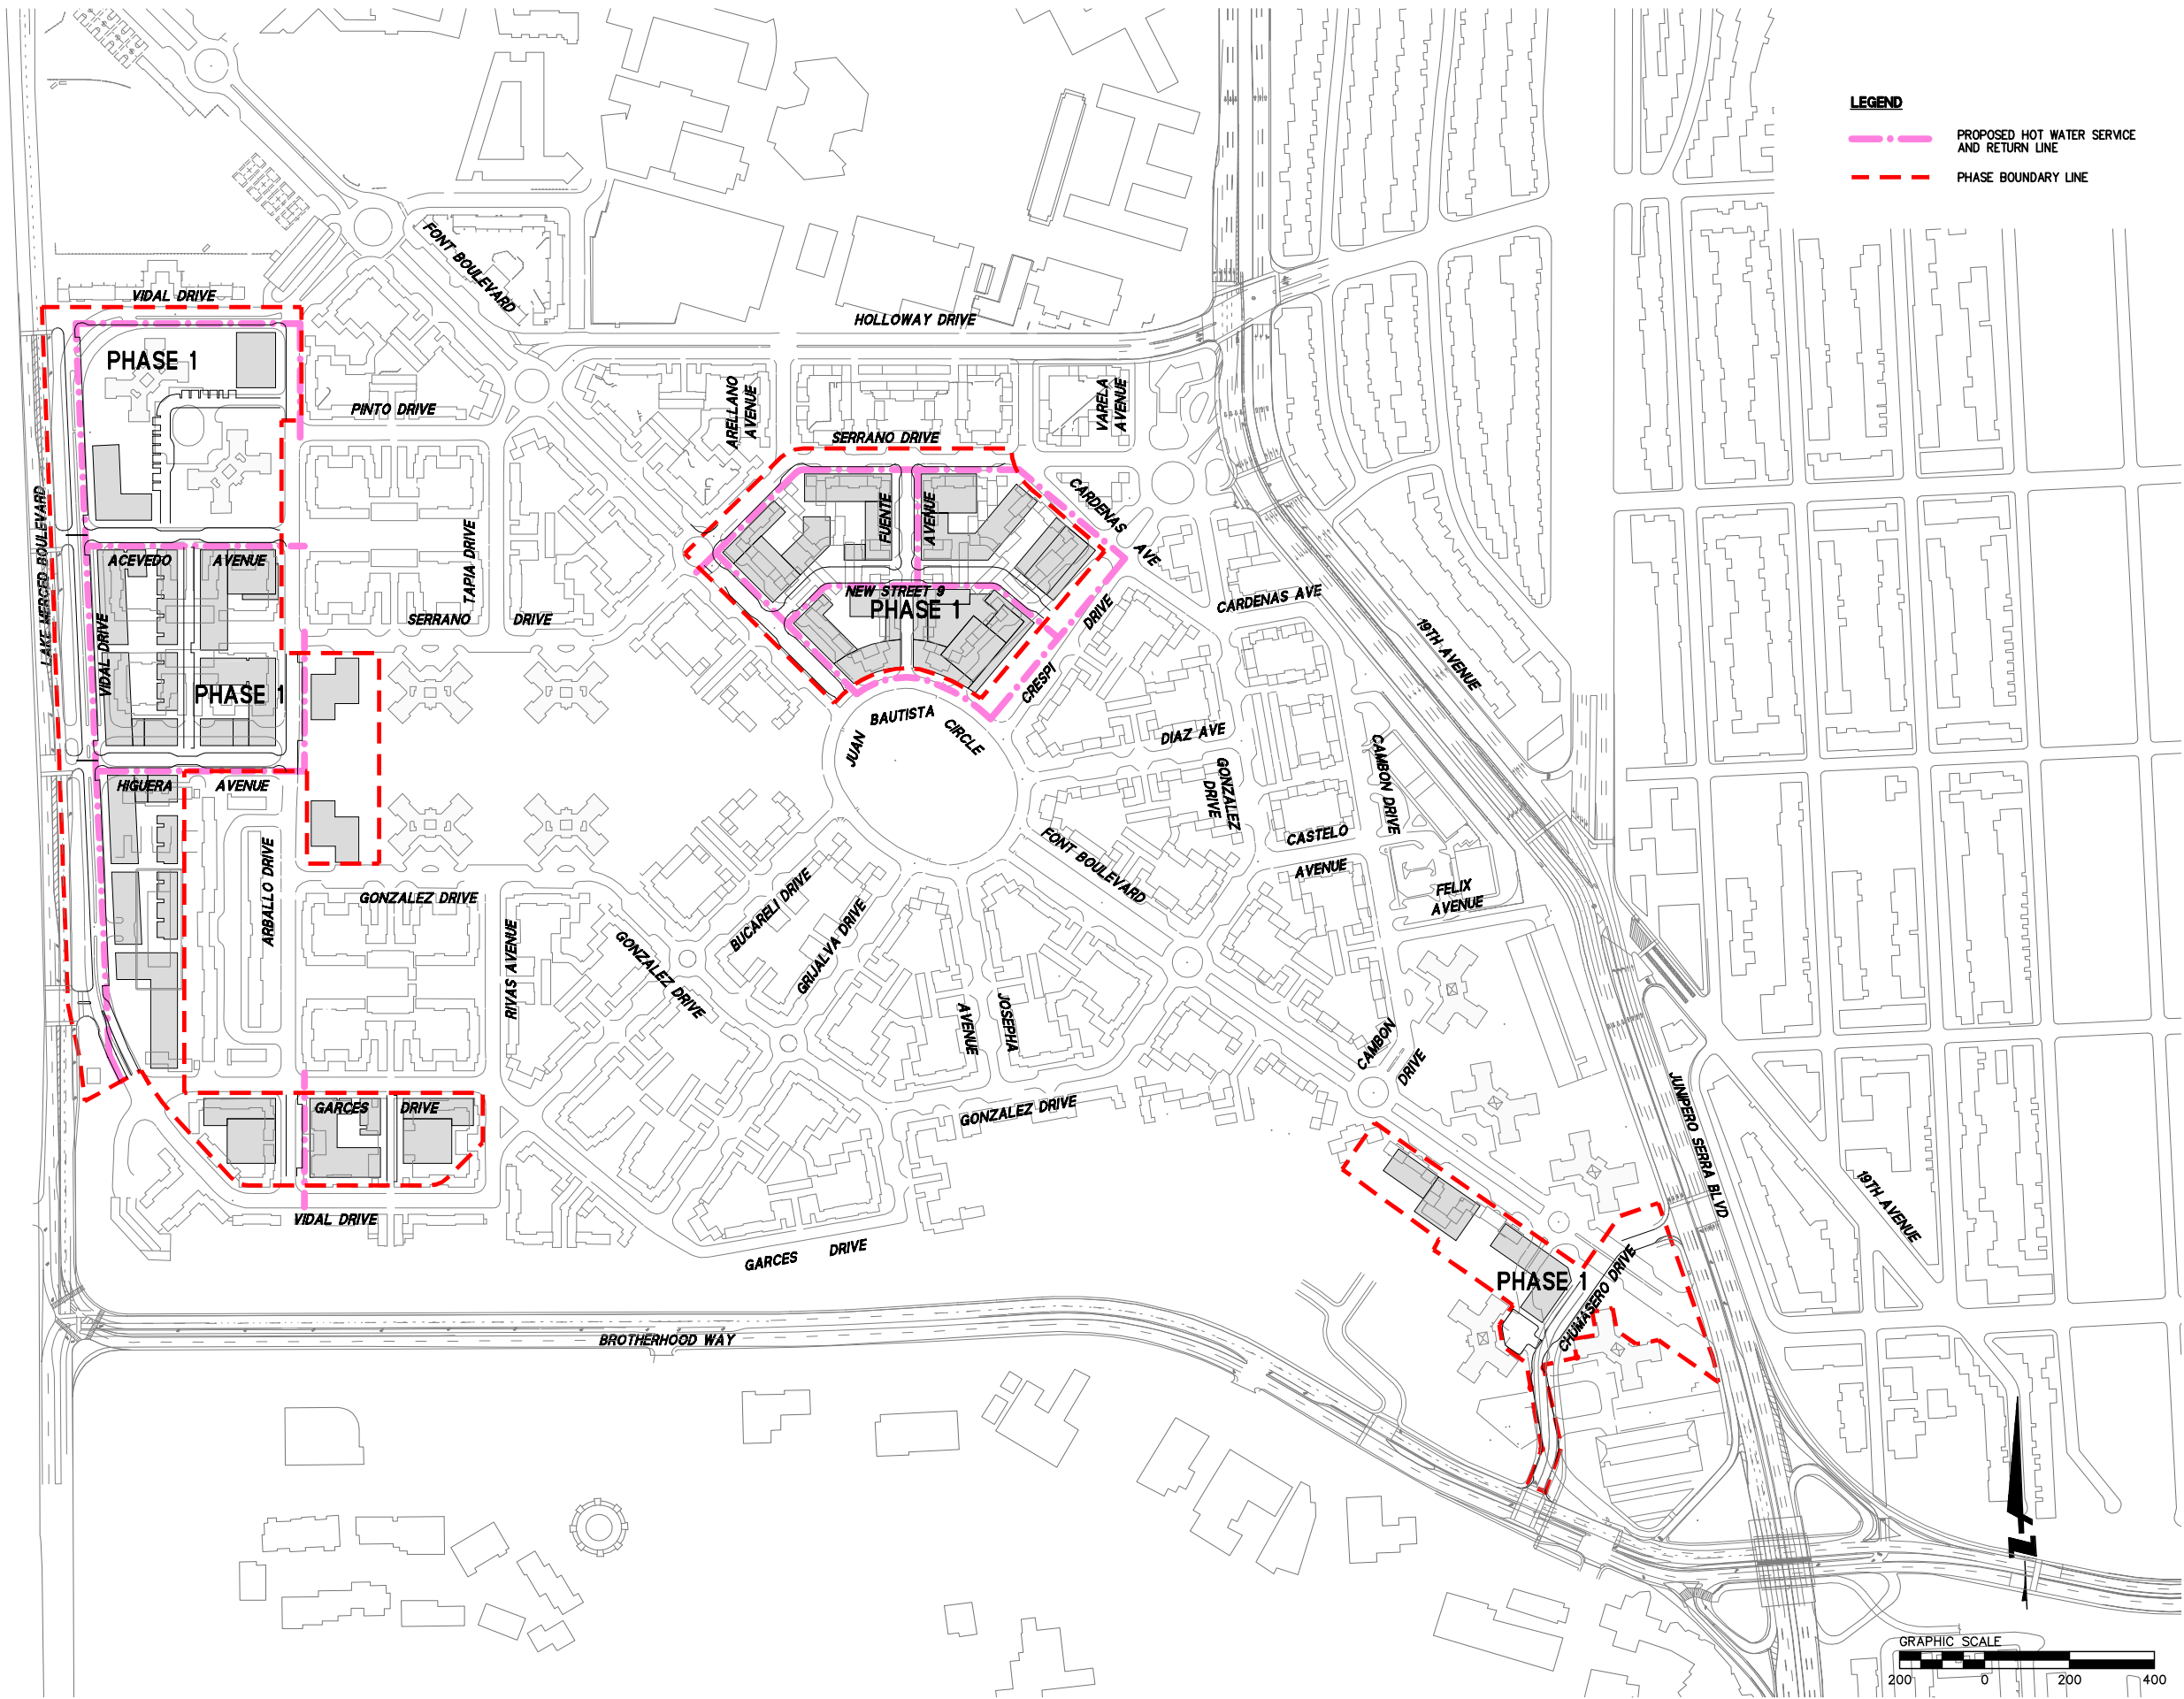 LEGEND
PROPOSED HOT WATER SERVICE
AND RETURN LINE
PHASE BOUNDARY LINE
FONT BOULEVARD
VIDAL DRIVE
HOLLOWAY DRIVE
PHASE 1
PINTO DRIVE
ARELLANO
AVENUE
VARELA
AVENUE
SERRANO DRIVE
LAKE MERCED BOULEVARD
CARDENAS
AVE
FUENTE
AVENUE
ACEVEDO
AVENUE
TAPIA DRIVE
NEW STREET 9
PHASE 1
SERRANO
DRIVE
CARDENAS AVE
DRIVE
CRESPI
19TH AVENUE
VIDAL DRIVE
PHASE 1
JUAN
BAUTISTA
CIRCLE
DIAZ AVE
GONZALEZ
DRIVE
CAMBON DRIVE
HIGUERA
AVENUE
CASTELO
AVENUE
FONT BOULEVARD
FELIX
AVENUE
ARBALLO DRIVE
GONZALEZ DRIVE
BUCARELI DRIVE
GRIJALVA DRIVE
RIVAS AVENUE
GONZALEZ DRIVE
AVENUE
JOSEPHA
CAMBON
DRIVE
GARCES
DRIVE
GONZALEZ DRIVE
JUNIPERO SERRA BLVD
19TH AVENUE
VIDAL DRIVE
GARCES
DRIVE
PHASE 1
CHUMASERO DRIVE
BROTHERHOOD WAY
Z
GRAPHIC SCALE
200
0
200
400